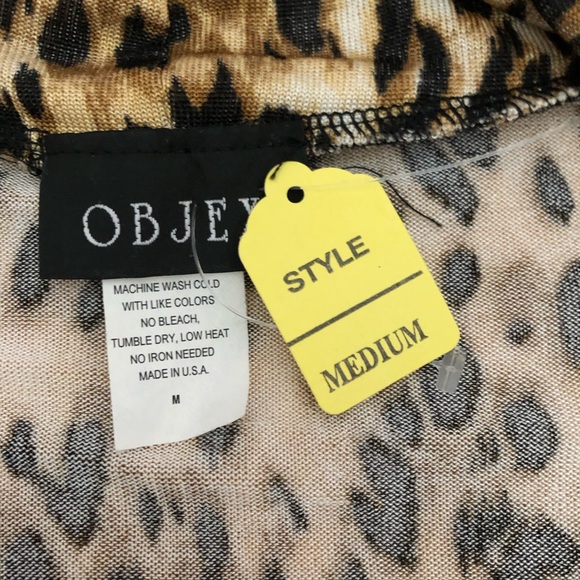 OBJE
MACHINE WASH COLD
WITH LIKE COLORS
NO BLEACH,
TUMBLE DRY, LOW HEAT
NO IRON NEEDED
MADE IN U.S.A.
M
STYLE
MEDIUM